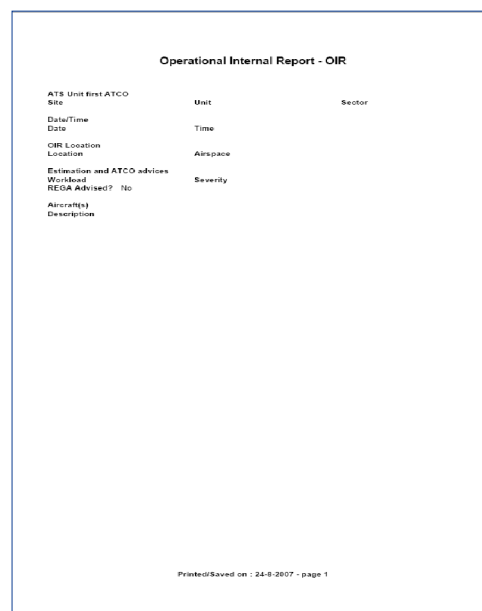 Operational Internal Report - OIR
ATS Unit first ATCO
Site Unit Sector
Date/Time
Date Time
OIR Location
Location Airspace
Estimation and ATCO advices
Workload Severity
REGA Advised? No
Aircraft(s)
Description
Printed/Saved on : 24-8-2007 - page 1